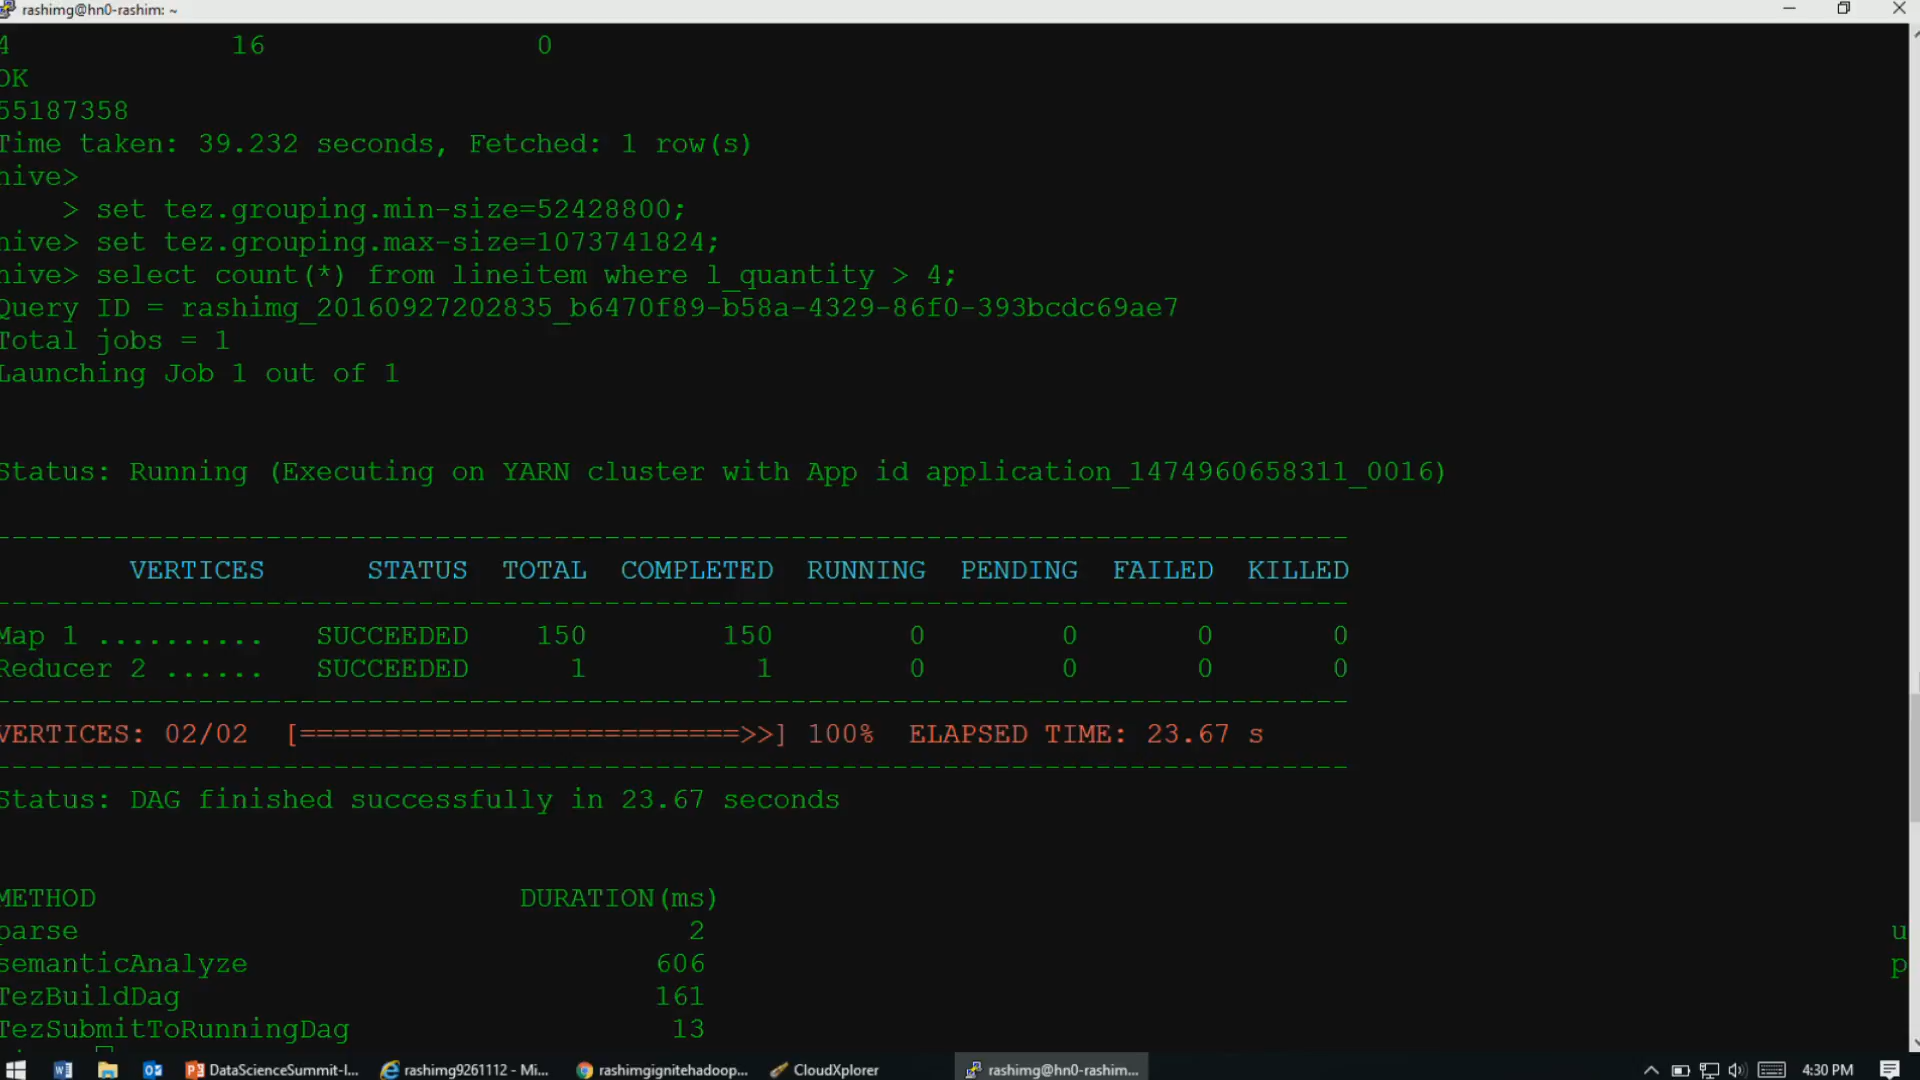 rashimg@hn0-rashim: ~
4 16 0
OK
55187358
Time taken: 39.232 seconds, Fetched: 1 row(s)
hive>
> set tez.grouping.min-size=52428800;
hive> set tez.grouping.max-size=1073741824;
hive> select count(*) from lineitem where l_quantity > 4;
Query ID = rashimg_20160927202835_b6470f89-b58a-4329-86f0-393bcdc69ae7
Total jobs = 1
Launching Job 1 out of 1
Status: Running (Executing on YARN cluster with App id application_1474960658311_0016)
--------------------------------------------------------------------------------
VERTICES STATUS TOTAL COMPLETED RUNNING PENDING FAILED KILLED
--------------------------------------------------------------------------------
Map 1 .......... SUCCEEDED 150 150 0 0 0 0
Reducer 2 ...... SUCCEEDED 1 1 0 0 0 0
--------------------------------------------------------------------------------
VERTICES: 02/02 [==========================>>] 100% ELAPSED TIME: 23.67 s
--------------------------------------------------------------------------------
Status: DAG finished successfully in 23.67 seconds
METHOD DURATION(ms)
parse 2 u
semanticAnalyze 606 p
TezBuildDag 161
TezSubmitToRunningDag 13
DataScienceSummit-I... rashimg9261112 - Mi... rashimgignitehadoop... CloudXplorer rashimg@hn0-rashim... 4:30 PM